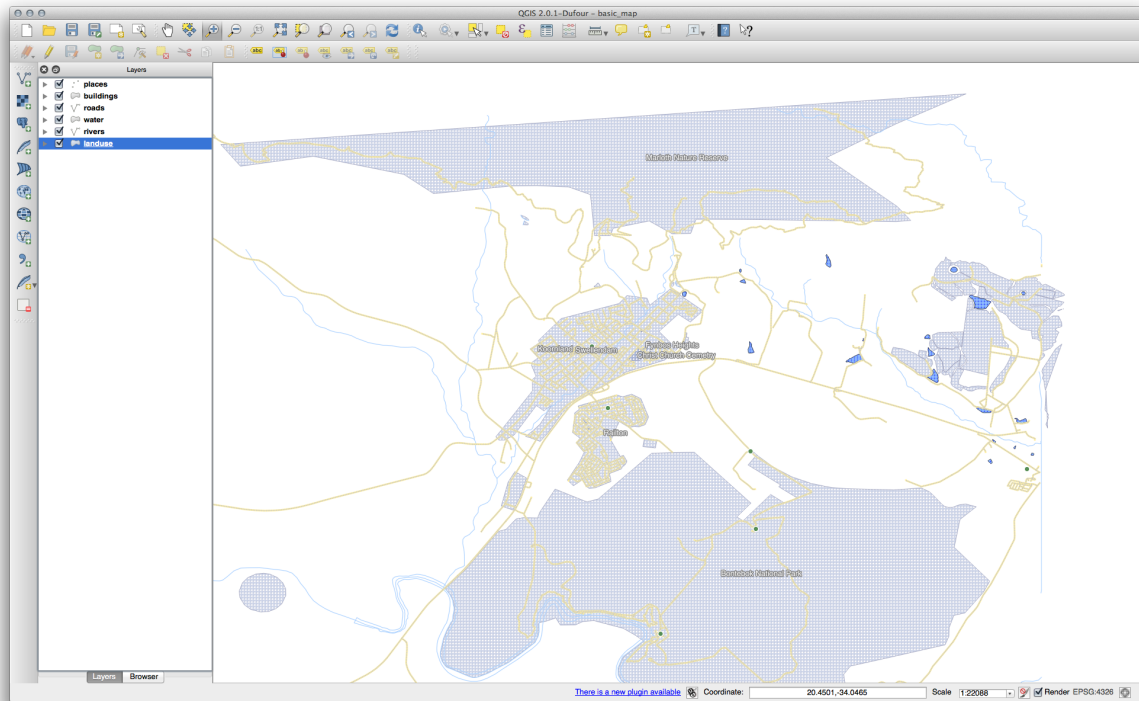 QGIS 2.0.1-Dufour – basic_map
Layers
places
buildings
roads
water
rivers
landuse
Marloth Nature Reserve
Koornland Swellendam
Fynbos Heights
Christ Church Cemetry
Railton
Bontebok National Park
Layers Browser
There is a new plugin available Coordinate: 20.4501,-34.0465 Scale 1:22088 Render EPSG:4326